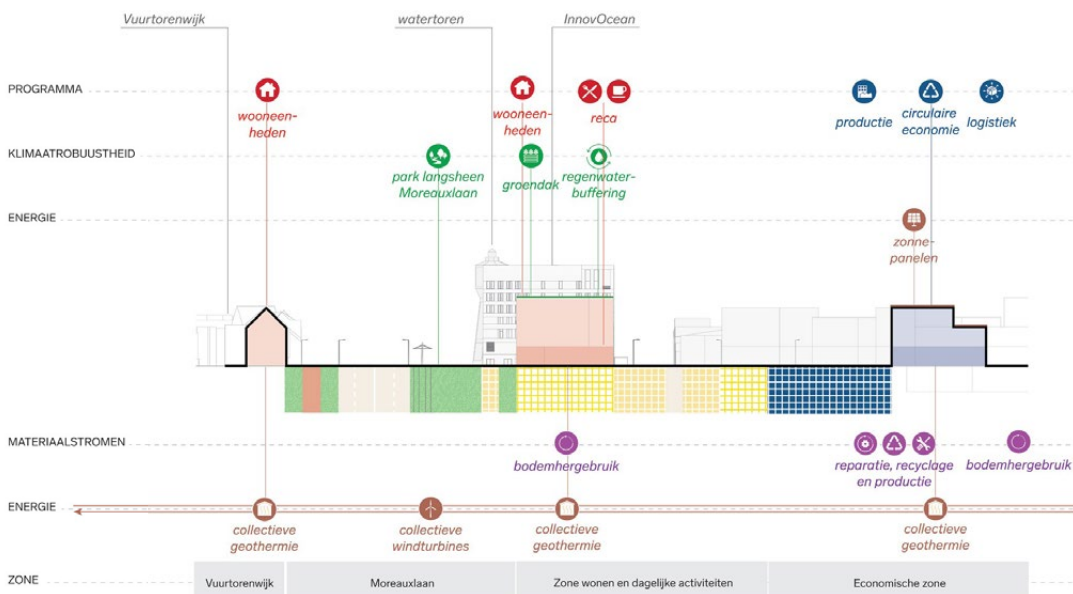 Vuurtorenwijk
watertoren
InnovOcean
PROGRAMMA
wooneen-
heden
wooneen-
heden
reca
productie
circulaire
economie
logistiek
KLIMAATROBUUSTHEID
park langsheen
Moreauxlaan
groendak
regenwater-
buffering
ENERGIE
zonne-
panelen
MATERIAALSTROMEN
bodemhergebruik
reparatie, recyclage
en productie
bodemhergebruik
ENERGIE
collectieve
geothermie
collectieve
windturbines
collectieve
geothermie
collectieve
geothermie
ZONE
Vuurtorenwijk
Moreauxlaan
Zone wonen en dagelijke activiteiten
Economische zone